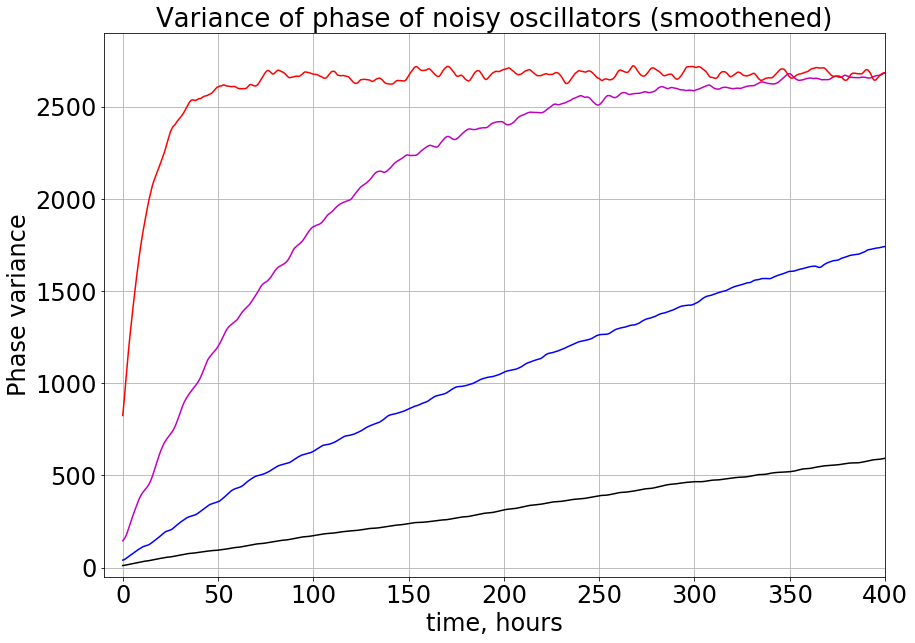 Variance of phase of noisy oscillators (smoothened)
Phase variance
2500
2000
1500
1000
500
0
0 50 100 150 200 250 300 350 400
time, hours